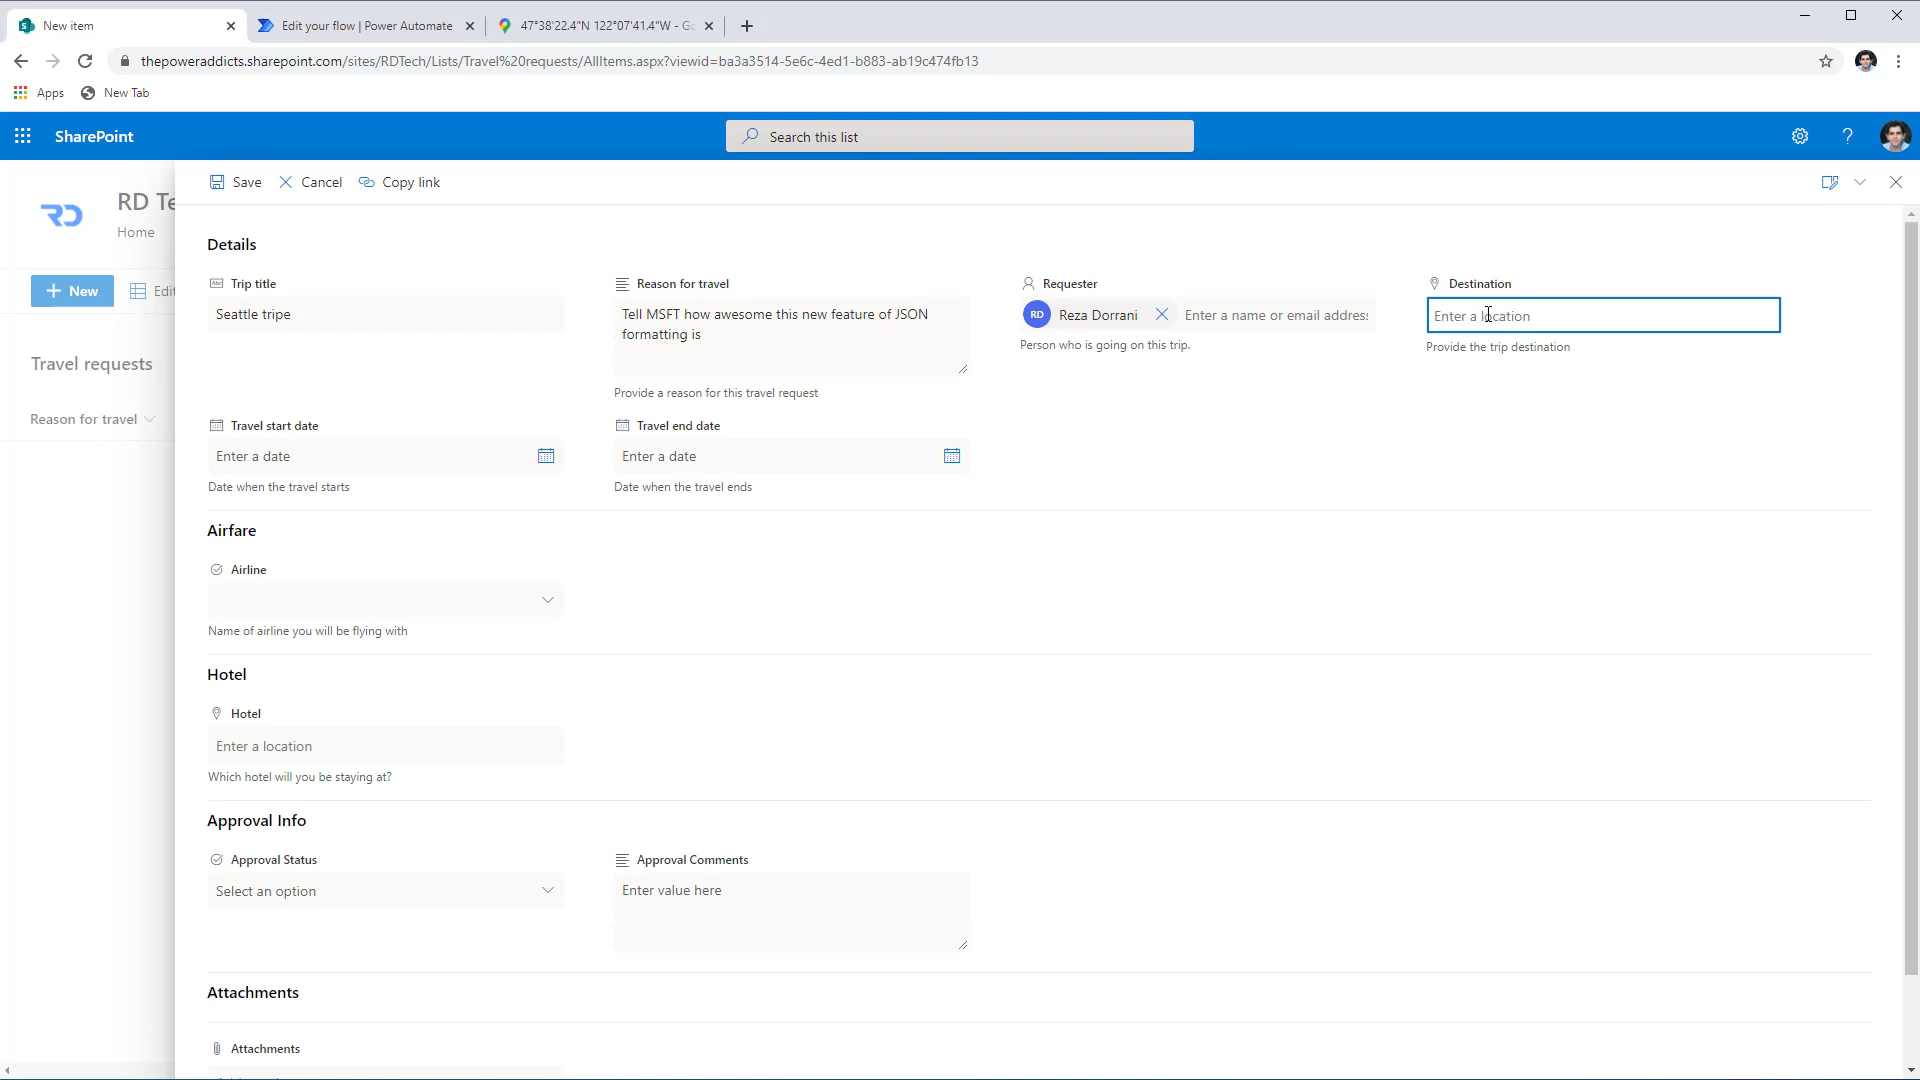 New item
Edit your flow | Power Automate
47°38'22.4"N 122°07'41.4"W - Go
thepoweraddicts.sharepoint.com/sites/RDTech/Lists/Travel%20requests/AllItems.aspx?viewid=ba3a3514-5e6c-4ed1-b883-ab19c474fb13
Apps
New Tab
SharePoint
Search this list
Save
Cancel
Copy link
RD
RD Te
Home
New
Edit
Travel requests
Reason for travel
Details
Trip title
Seattle tripe
Reason for travel
Tell MSFT how awesome this new feature of JSON
formatting is
Provide a reason for this travel request
Requester
RD
Reza Dorrani
Enter a name or email address
Person who is going on this trip.
Destination
Enter a location
Provide the trip destination
Travel start date
Enter a date
Date when the travel starts
Travel end date
Enter a date
Date when the travel ends
Airfare
Airline
Name of airline you will be flying with
Hotel
Hotel
Enter a location
Which hotel will you be staying at?
Approval Info
Approval Status
Select an option
Approval Comments
Enter value here
Attachments
Attachments